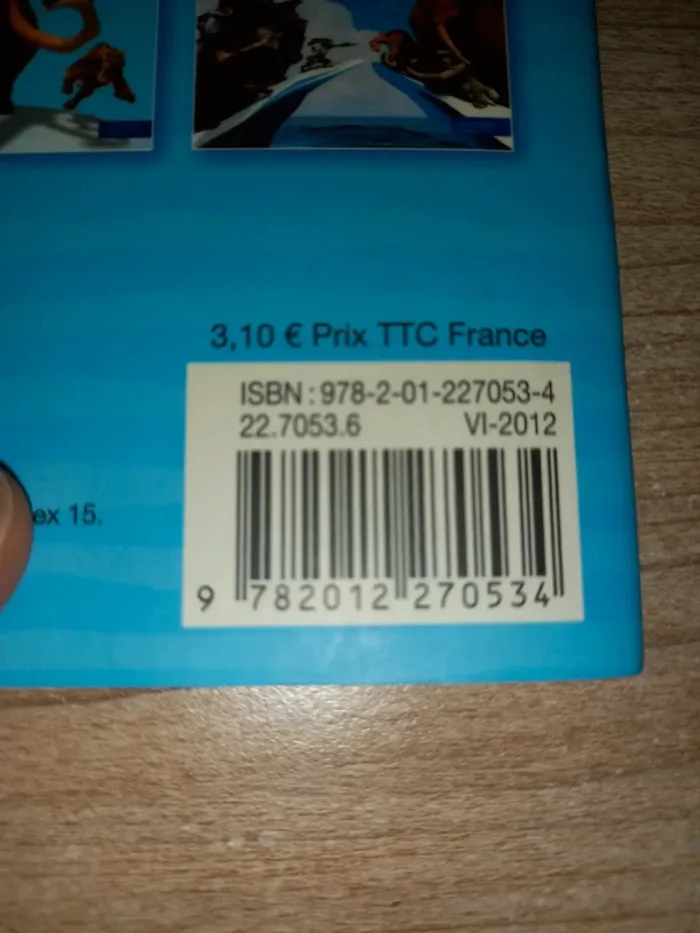 3,10 € Prix TTC France
ISBN : 978-2-01-227053-4
22.7053.6 VI-2012
ex 15.
9 782012 270534